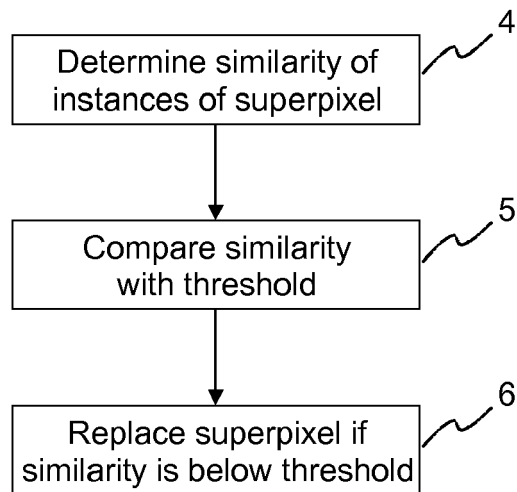 4
Determine similarity of
instances of superpixel
5
Compare similarity
with threshold
6
Replace superpixel if
similarity is below threshold